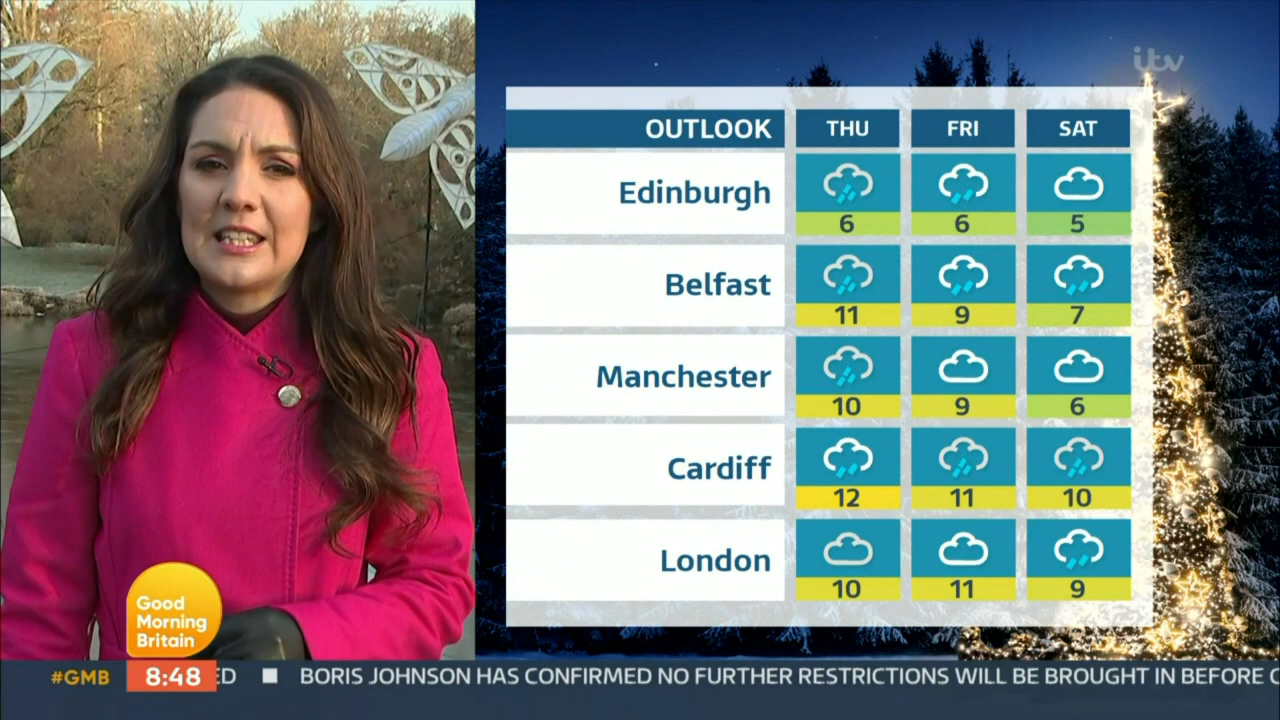 itv
OUTLOOK THU FRI SAT
Edinburgh 6 6 5
Belfast 11 9 7
Manchester 10 9 6
Cardiff 12 11 10
London 10 11 9
Good
Morning
Britain
#GMB 8:48 ED ■ BORIS JOHNSON HAS CONFIRMED NO FURTHER RESTRICTIONS WILL BE BROUGHT IN BEFORE C